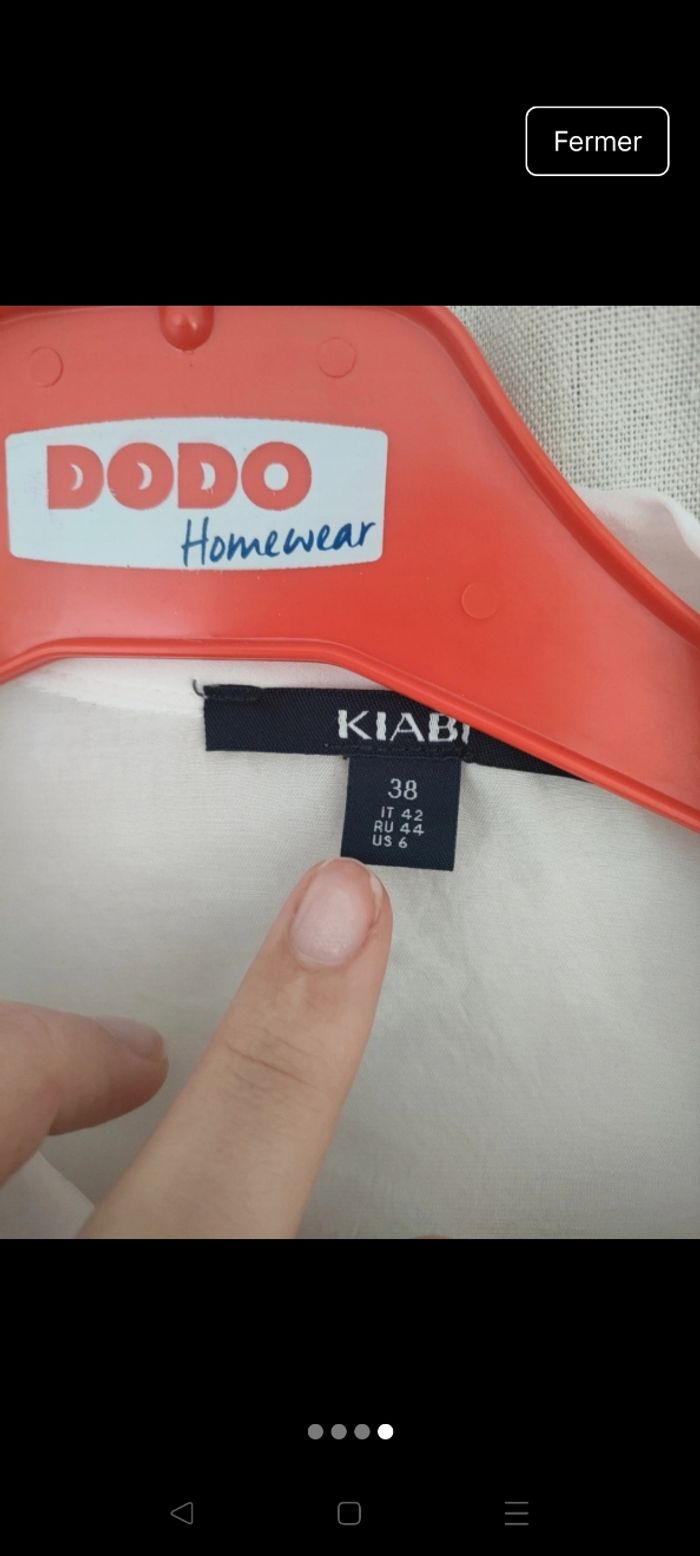 Fermer
DODO
Homewear
KIABI
38
IT 42
RU 44
US 6